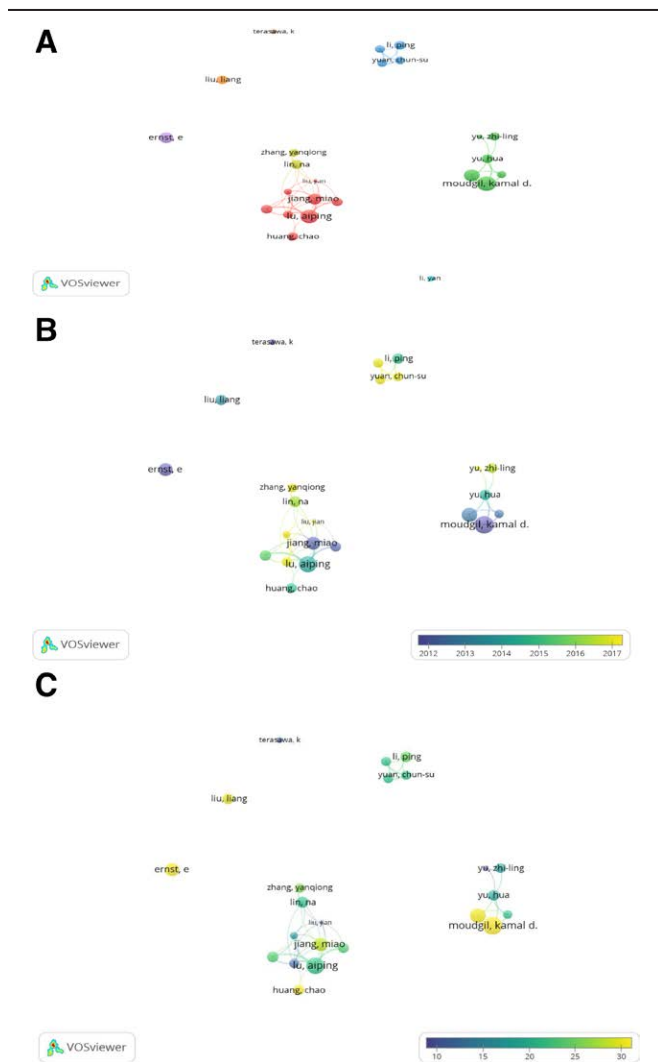 A
terasawa, k
li, ping
yuan, chun-su
liu, liang
ernst, e
yu, zhi-ling
zhang, yanqiong
lin, na
yu, hua
liu, jian
moudgil, kamal d.
jiang, miao
lu, aiping
huang, chao
li, yan
VOSviewer
B
terasawa, k
li, ping
yuan, chun-su
liu, liang
ernst, e
yu, zhi-ling
zhang, yanqiong
yu, hua
lin, na
liu, jian
moudgil, kamal d.
jiang, miao
lu, aiping
huang, chao
VOSviewer
2012 2013 2014 2015 2016 2017
C
terasawa, k
li, ping
yuan, chun-su
liu, liang
ernst, e
yu, zhi-ling
zhang, yanqiong
yu, hua
lin, na
liu, jian
moudgil, kamal d.
jiang, miao
lu, aiping
huang, chao
VOSviewer
10 15 20 25 30